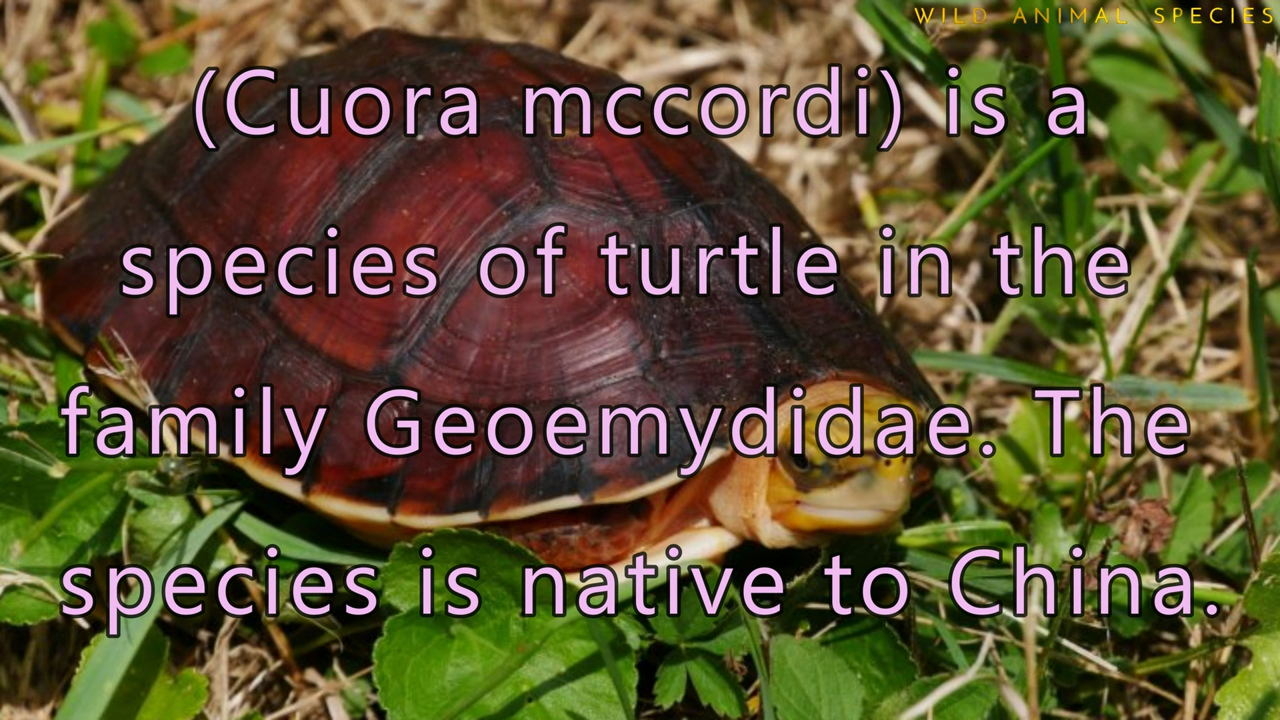 WILD ANIMAL SPECIES
(Cuora mccordi) is a
species of turtle in the
family Geoemydidae. The
species is native to China.